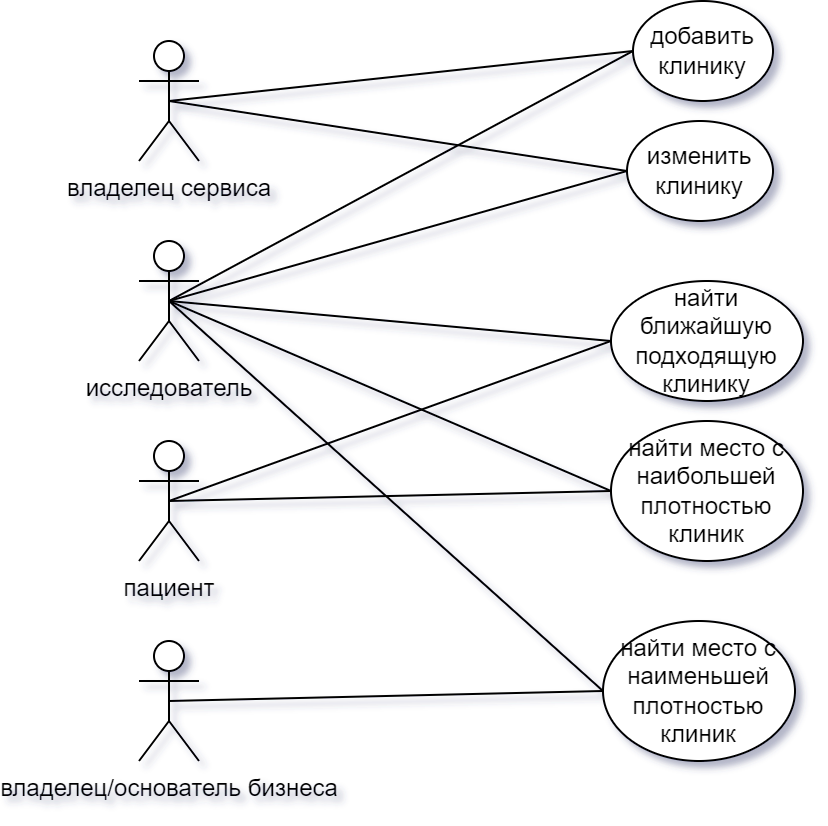 добавить
клинику
изменить
клинику
владелец сервиса
найти
ближайшую
подходящую
клинику
исследователь
найти место с
наибольшей
плотностью
клиник
пациент
найти место с
наименьшей
плотностью
клиник
владелец/основатель бизнеса